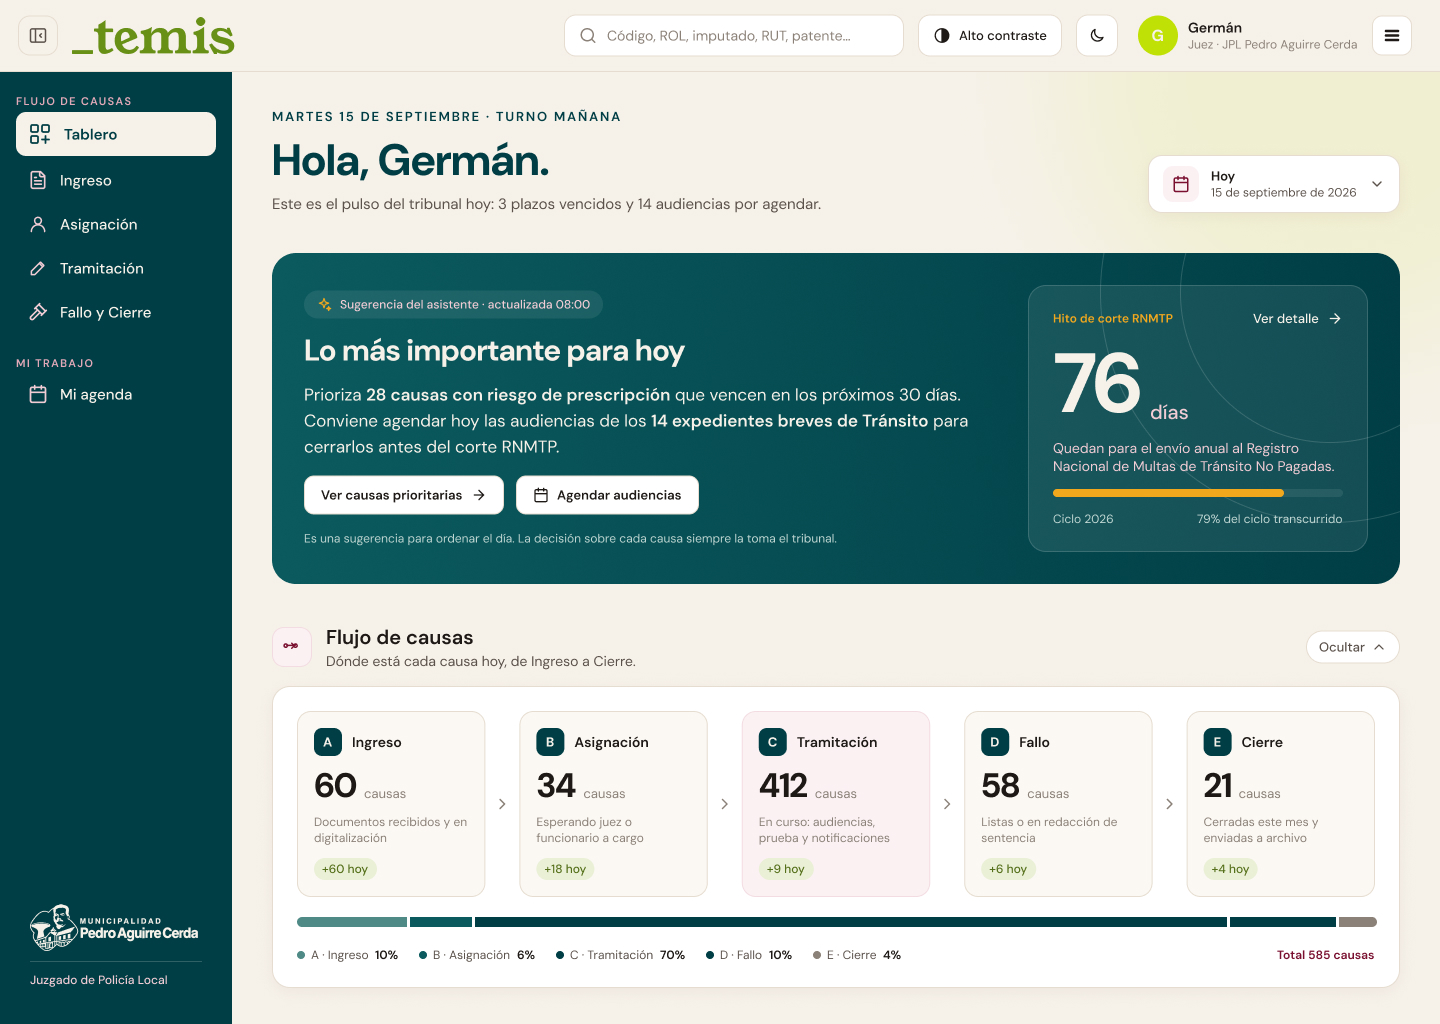 _temis
Código, ROL, imputado, RUT, patente...
Alto contraste
G
Germán
Juez · JPL Pedro Aguirre Cerda
FLUJO DE CAUSAS
Tablero
Ingreso
Asignación
Tramitación
Fallo y Cierre
MI TRABAJO
Mi agenda
MUNICIPALIDAD
Pedro Aguirre Cerda
Juzgado de Policía Local
MARTES 15 DE SEPTIEMBRE · TURNO MAÑANA
Hola, Germán.
Este es el pulso del tribunal hoy: 3 plazos vencidos y 14 audiencias por agendar.
Hoy
15 de septiembre de 2026
Sugerencia del asistente · actualizada 08:00
Lo más importante para hoy
Prioriza 28 causas con riesgo de prescripción que vencen en los próximos 30 días.
Conviene agendar hoy las audiencias de los 14 expedientes breves de Tránsito para
cerrarlos antes del corte RNMTP.
Ver causas prioritarias
Agendar audiencias
Es una sugerencia para ordenar el día. La decisión sobre cada causa siempre la toma el tribunal.
Hito de corte RNMTP
Ver detalle
76 días
Quedan para el envío anual al Registro
Nacional de Multas de Tránsito No Pagadas.
Ciclo 2026
79% del ciclo transcurrido
Flujo de causas
Dónde está cada causa hoy, de Ingreso a Cierre.
Ocultar
A Ingreso
60 causas
Documentos recibidos y en
digitalización
+60 hoy
B Asignación
34 causas
Esperando juez o
funcionario a cargo
+18 hoy
C Tramitación
412 causas
En curso: audiencias,
prueba y notificaciones
+9 hoy
D Fallo
58 causas
Listas o en redacción de
sentencia
+6 hoy
E Cierre
21 causas
Cerradas este mes y
enviadas a archivo
+4 hoy
A · Ingreso 10%
B · Asignación 6%
C · Tramitación 70%
D · Fallo 10%
E · Cierre 4%
Total 585 causas